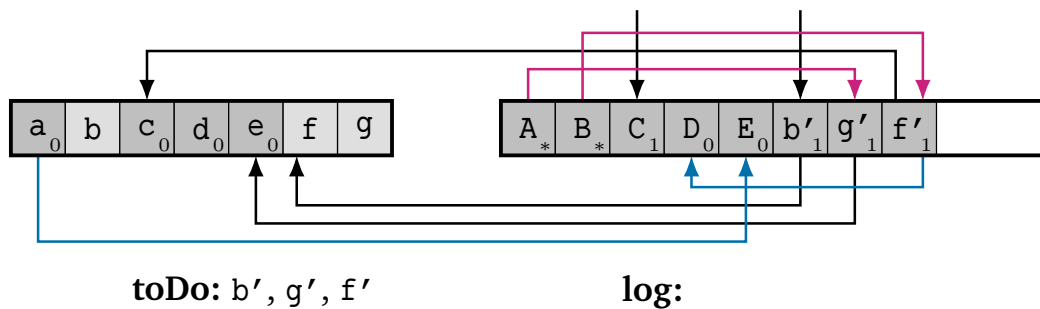 a₀ b c₀ d₀ e₀ f g A* B* C₁ D₀ E₀ b′₁ g′₁ f′₁
toDo: b′, g′, f′ log: